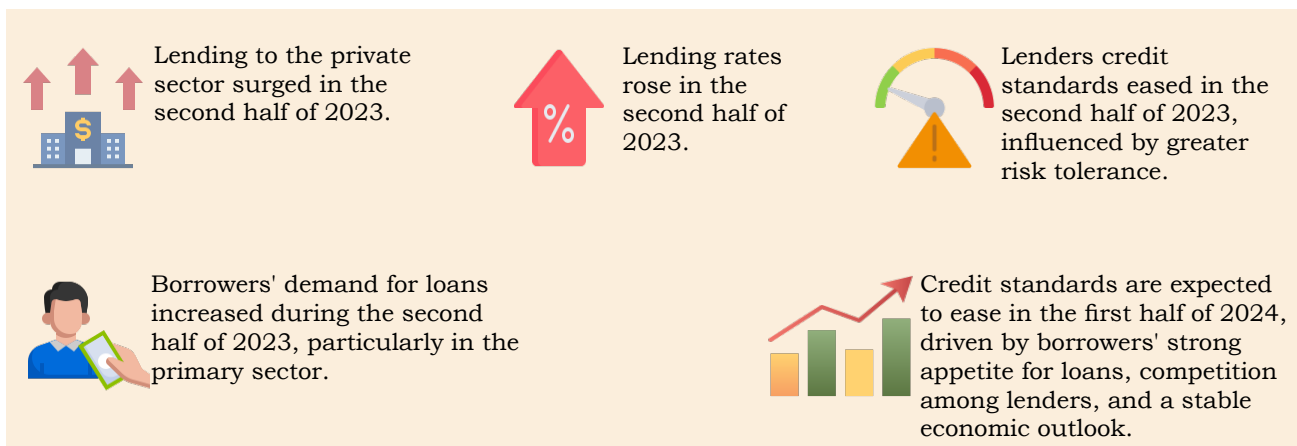 Lending to the private
sector surged in the
second half of 2023.
$
%
Lending rates
rose in the
second half of
2023.
Lenders credit
standards eased in the
second half of 2023,
influenced by greater
risk tolerance.
Borrowers' demand for loans
increased during the second
half of 2023, particularly in the
primary sector.
Credit standards are expected
to ease in the first half of 2024,
driven by borrowers' strong
appetite for loans, competition
among lenders, and a stable
economic outlook.